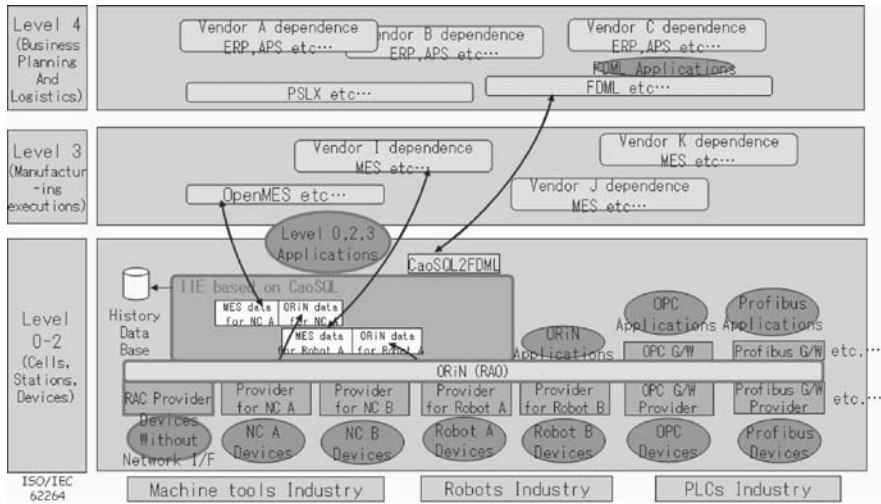 Level 4
(Business
Planning
And
Logistics)
Vendor A dependence
ERP,APS etc…
Vendor B dependence
ERP,APS etc…
Vendor C dependence
ERP,APS etc…
FDML Applications
FDML etc…
PSLX etc…
Level 3
(Manufactur
-ing
executions)
Vendor I dependence
MES etc…
Vendor K dependence
MES etc…
OpenMES etc…
Vendor J dependence
MES etc…
Level
0-2
(Cells,
Stations,
Devices)
Level 0,2,3
Applications
CaoSQL2FDML
IIE based on CaoSQL
History
Data
Base
MES data
for NC A
ORiN data
for NC A
MES data
for Robot A
ORiN data
for Robot A
ORiN
Applications
OPC
Applications
Profibus
Applications
OPC G/W
Profibus G/W
etc.…
ORiN (RAO)
RAC Provider
Provider
for NC A
Provider
for NC B
Provider
for Robot A
Provider
for Robot B
OPC G/W
Provider
Profibus G/W
Provider
etc.…
Devices
Without
Network I/F
NC A
Devices
NC B
Devices
Robot A
Devices
Robot B
Devices
OPC
Devices
Profibus
Devices
ISO/IEC
62264
Machine tools Industry
Robots Industry
PLCs Industry